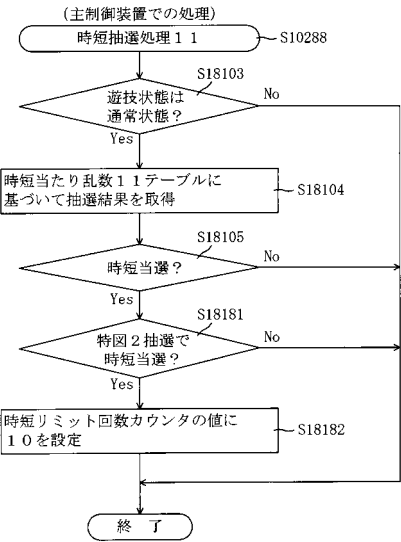 (主制御装置での処理)
時短抽選処理11
S10288
S18103
遊技状態は
通常状態?
No
Yes
時短当たり乱数11テーブルに
基づいて抽選結果を取得
S18104
S18105
時短当選?
No
Yes
S18181
特図2抽選で
時短当選?
No
Yes
時短リミット回数カウンタの値に
10を設定
S18182
終 了